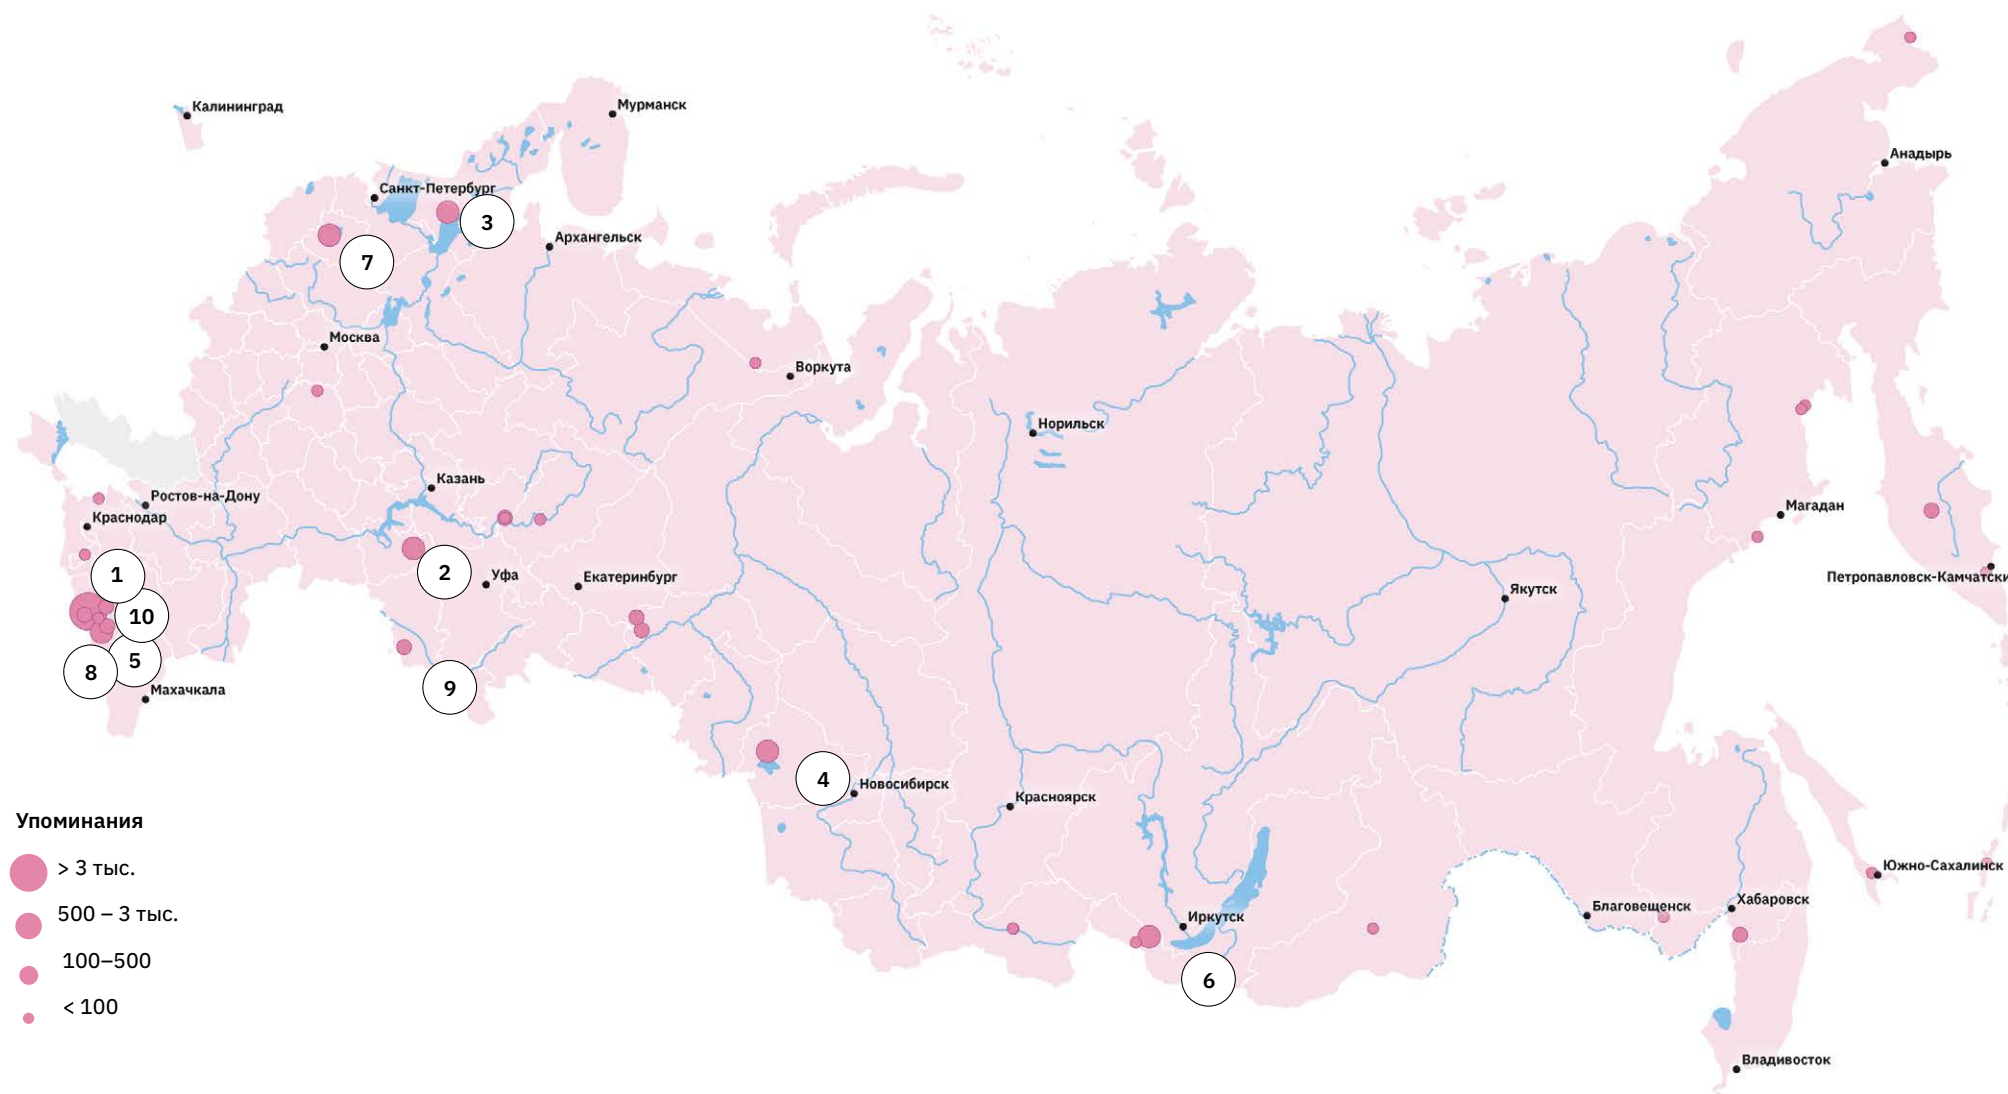 Калининград
Мурманск
Анадырь
Санкт-Петербург
3
Архангельск
7
Москва
Воркута
Норильск
Казань
Ростов-на-Дону
Краснодар
Магадан
1
2
Уфа
Екатеринбург
Петропавловск-Камчатски
Якутск
10
5
8
Махачкала
9
4
Новосибирск
Красноярск
Упоминания
> 3 тыс.
500 – 3 тыс.
100–500
< 100
Южно-Сахалинск
Хабаровск
Благовещенск
Иркутск
6
Владивосток